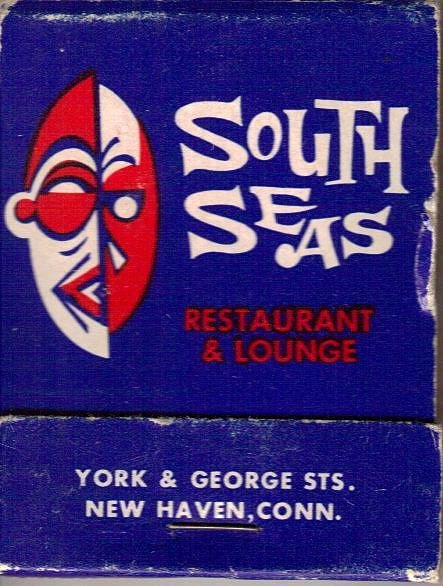 SOUTH
SEAS
RESTAURANT
& LOUNGE
YORK & GEORGE STS.
NEW HAVEN, CONN.